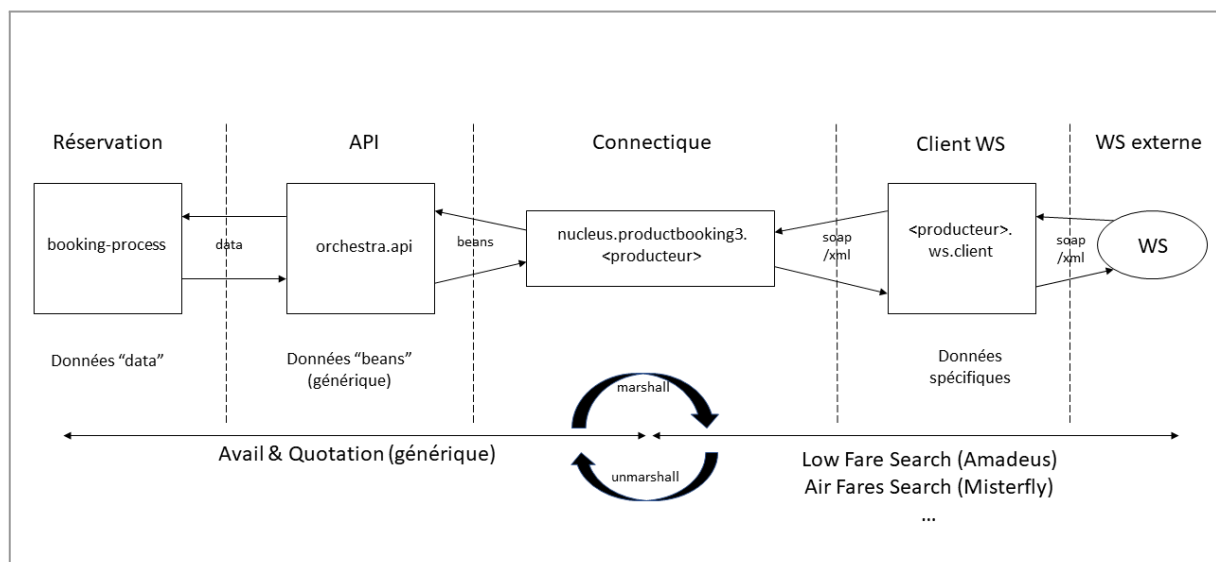 Réservation
API
Connectique
Client WS
WS externe
booking-process
data
orchestra.api
beans
nucleus.productbooking3.
<producteur>
soap
/xml
<producteur>.
ws.client
soap
/xml
WS
Données “data”
Données “beans”
(générique)
Données
spécifiques
marshall
Avail & Quotation (générique)
unmarshall
Low Fare Search (Amadeus)
Air Fares Search (Misterfly)
...